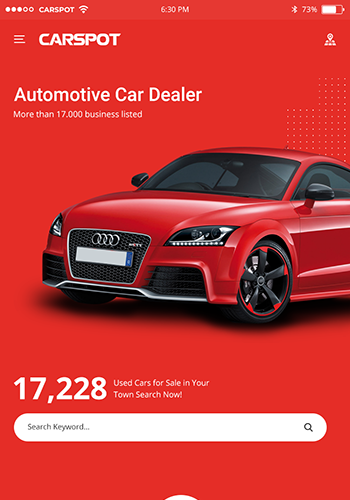 CARSPOT 6:30 PM 73%
CARSPOT
Automotive Car Dealer
More than 17.000 business listed
17,228 Used Cars for Sale in Your
Town Search Now!
Search Keyword...